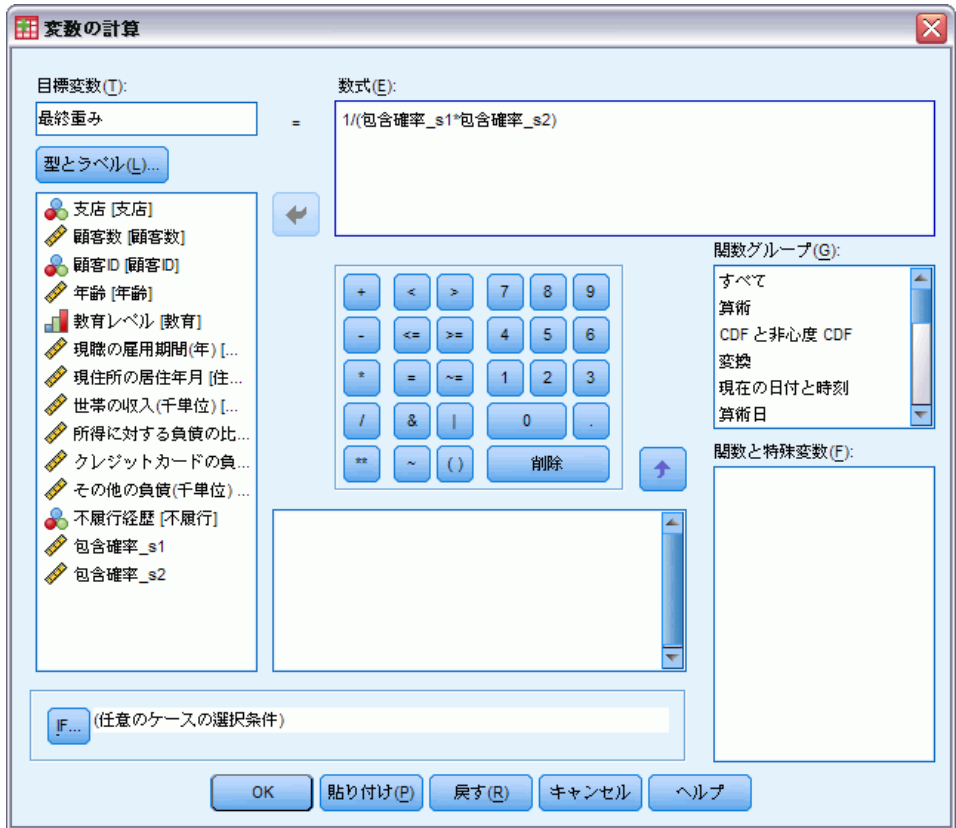 変数の計算
目標変数(T):
最終重み
型とラベル(L)...
=
数式(E):
1/(包含確率_s1*包含確率_s2)
支店 [支店]
顧客数 [顧客数]
顧客ID [顧客ID]
年齢 [年齢]
教育レベル [教育]
現職の雇用期間(年) [...
現住所の居住年月 [住...
世帯の収入(千単位) [...
所得に対する負債の比...
クレジットカードの負...
その他の負債(千単位) ...
不履行経歴 [不履行]
包含確率_s1
包含確率_s2
+ < > 7 8 9
- <= >= 4 5 6
* = ~= 1 2 3
/ & | 0 .
** ~ ( ) 削除
関数グループ(G):
すべて
算術
CDF と非心度 CDF
変換
現在の日付と時刻
算術日
関数と特殊変数(F):
IF... (任意のケースの選択条件)
OK 貼り付け(P) 戻す(R) キャンセル ヘルプ